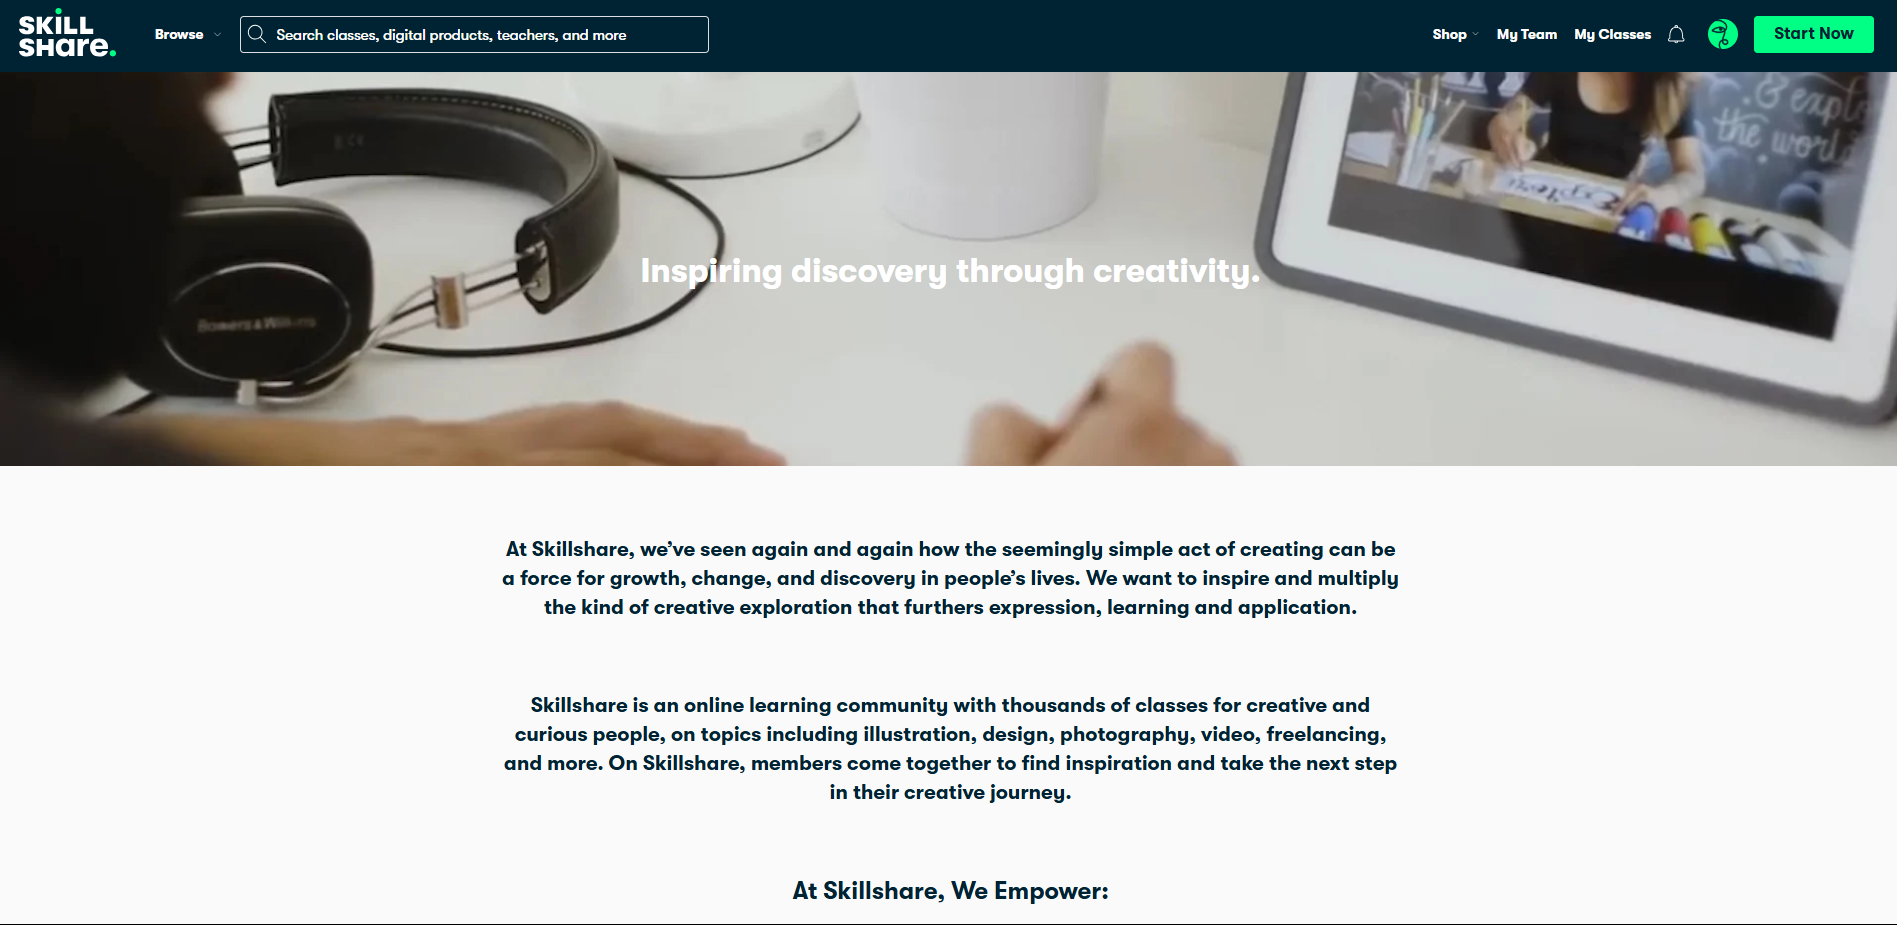 SKILL
SHARE.
Browse
Search classes, digital products, teachers, and more
Shop
My Team
My Classes
Start Now
& explore
the world
Bowers & Wilkins
Inspiring discovery through creativity.
At Skillshare, we’ve seen again and again how the seemingly simple act of creating can be
a force for growth, change, and discovery in people’s lives. We want to inspire and multiply
the kind of creative exploration that furthers expression, learning and application.
Skillshare is an online learning community with thousands of classes for creative and
curious people, on topics including illustration, design, photography, video, freelancing,
and more. On Skillshare, members come together to find inspiration and take the next step
in their creative journey.
At Skillshare, We Empower: